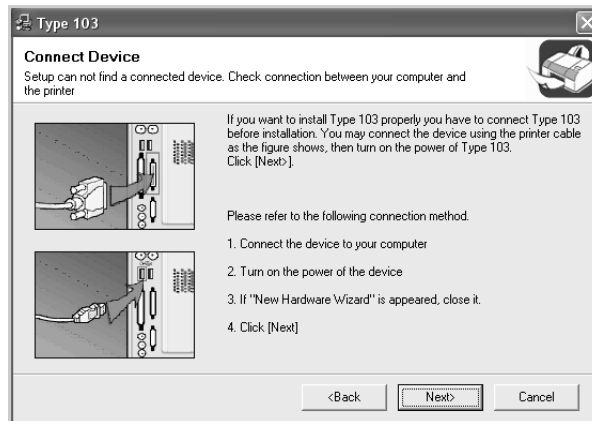 Type 103
Connect Device
Setup can not find a connected device. Check connection between your computer and
the printer
If you want to install Type 103 properly you have to connect Type 103
before installation. You may connect the device using the printer cable
as the figure shows, then turn on the power of Type 103.
Click [Next>].
Please refer to the following connection method.
1. Connect the device to your computer
2. Turn on the power of the device
3. If "New Hardware Wizard" is appeared, close it.
4. Click [Next]
<Back
Next>
Cancel